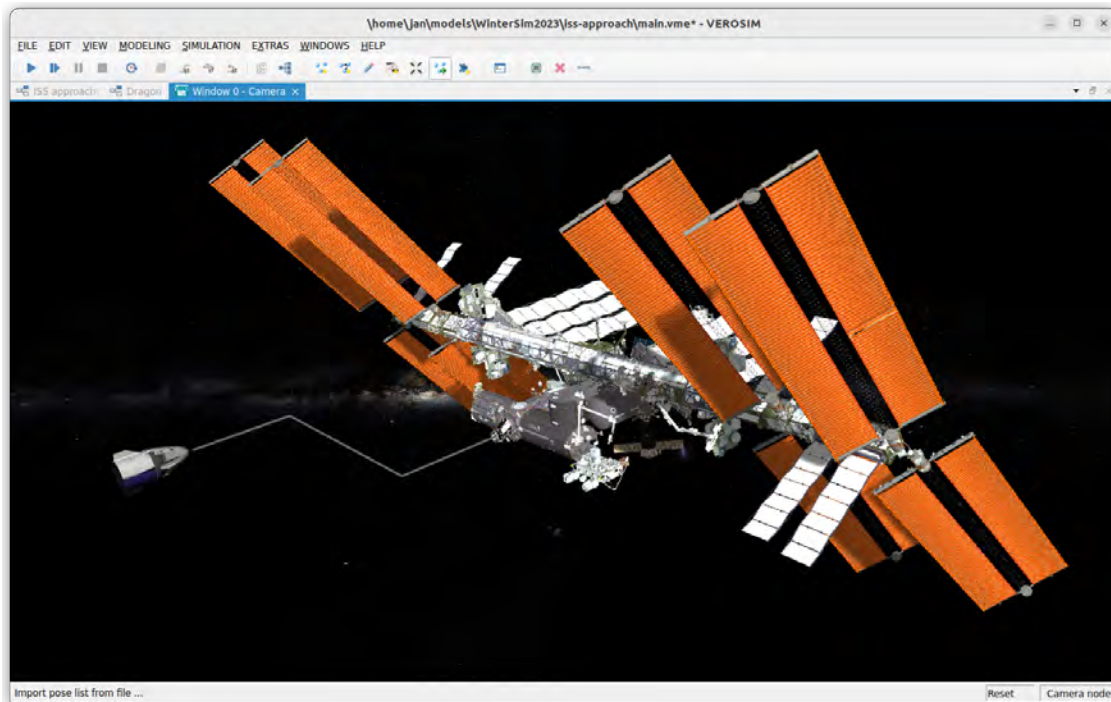 \home\jan\models\WinterSim2023\iss-approach\main.vme* - VEROSIM
FILE EDIT VIEW MODELING SIMULATION EXTRAS WINDOWS HELP
ISS approach Dragon Window 0 - Camera ×
Import pose list from file ... Reset Camera node